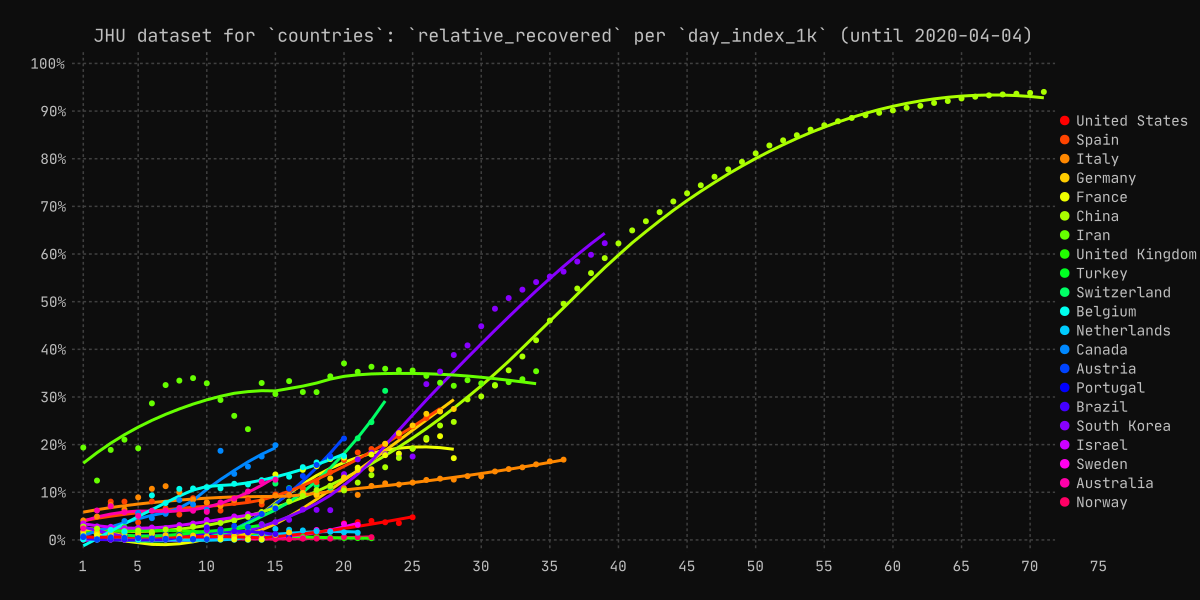 JHU dataset for `countries`: `relative_recovered` per `day_index_1k` (until 2020-04-04)
100%
90%
80%
70%
60%
50%
40%
30%
20%
10%
0%
1 5 10 15 20 25 30 35 40 45 50 55 60 65 70 75
United States
Spain
Italy
Germany
France
China
Iran
United Kingdom
Turkey
Switzerland
Belgium
Netherlands
Canada
Austria
Portugal
Brazil
South Korea
Israel
Sweden
Australia
Norway